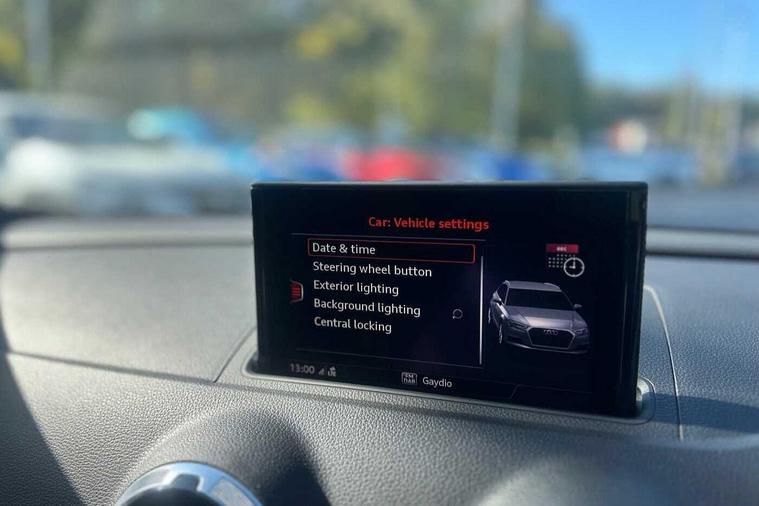 Car: Vehicle settings
Date & time
DEC
Steering wheel button
Exterior lighting
Background lighting
Central locking
13:00 LTE
FM DAB Gaydio